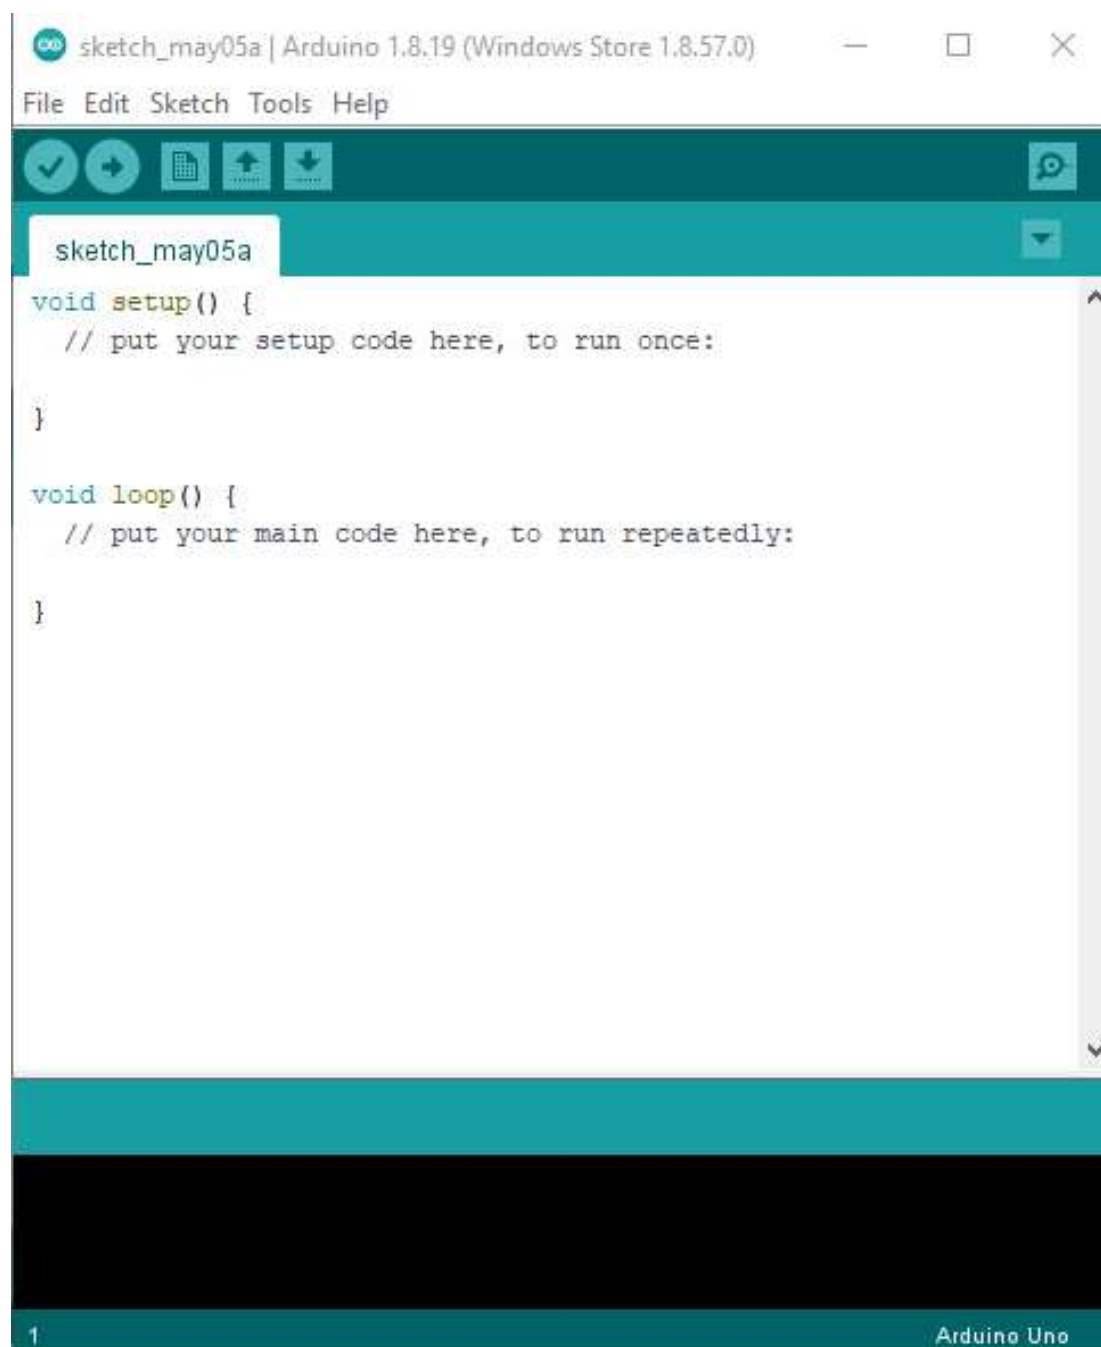 sketch_may05a | Arduino 1.8.19 (Windows Store 1.8.57.0)
File Edit Sketch Tools Help
sketch_may05a
void setup() {
  // put your setup code here, to run once:
}
void loop() {
  // put your main code here, to run repeatedly:
}
1 Arduino Uno